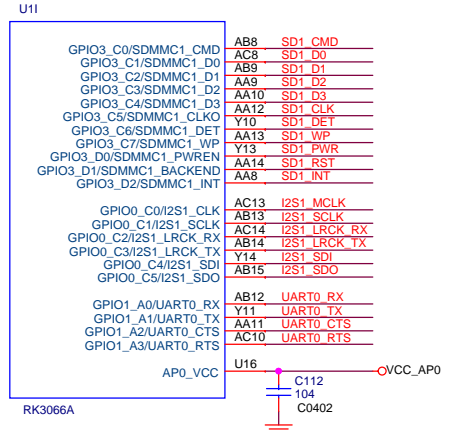 U1I
GPIO3_C0/SDMMC1_CMD AB8 SD1_CMD
GPIO3_C1/SDMMC1_D0 AC8 SD1_D0
GPIO3_C2/SDMMC1_D1 AB9 SD1_D1
GPIO3_C3/SDMMC1_D2 AA9 SD1_D2
GPIO3_C4/SDMMC1_D3 AA10 SD1_D3
GPIO3_C5/SDMMC1_CLKO AA12 SD1_CLK
GPIO3_C6/SDMMC1_DET Y10 SD1_DET
GPIO3_C7/SDMMC1_WP AA13 SD1_WP
GPIO3_D0/SDMMC1_PWREN Y13 SD1_PWR
GPIO3_D1/SDMMC1_BACKEND AA14 SD1_RST
GPIO3_D2/SDMMC1_INT AA8 SD1_INT
GPIO0_C0/I2S1_CLK AC13 I2S1_MCLK
GPIO0_C1/I2S1_SCLK AB13 I2S1_SCLK
GPIO0_C2/I2S1_LRCK_RX AC14 I2S1_LRCK_RX
GPIO0_C3/I2S1_LRCK_TX AB14 I2S1_LRCK_TX
GPIO0_C4/I2S1_SDI Y14 I2S1_SDI
GPIO0_C5/I2S1_SDO AB15 I2S1_SDO
GPIO1_A0/UART0_RX AB12 UART0_RX
GPIO1_A1/UART0_TX Y11 UART0_TX
GPIO1_A2/UART0_CTS AA11 UART0_CTS
GPIO1_A3/UART0_RTS AC10 UART0_RTS
AP0_VCC U16 VCC_AP0
C112
104
C0402
RK3066A